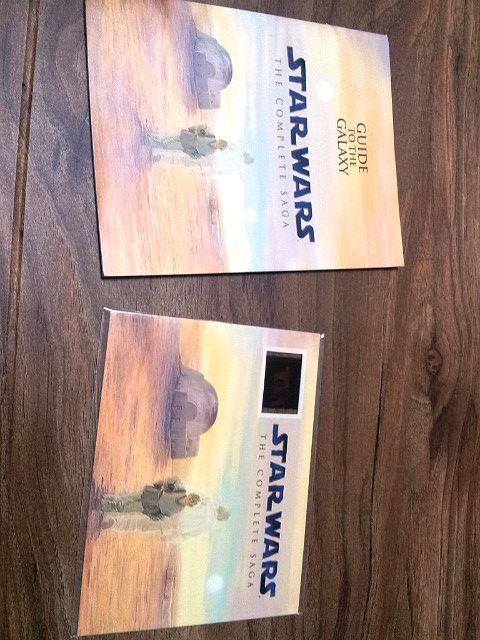 GUIDE
TO THE
GALAXY
STAR WARS
THE COMPLETE SAGA
STAR WARS
THE COMPLETE SAGA